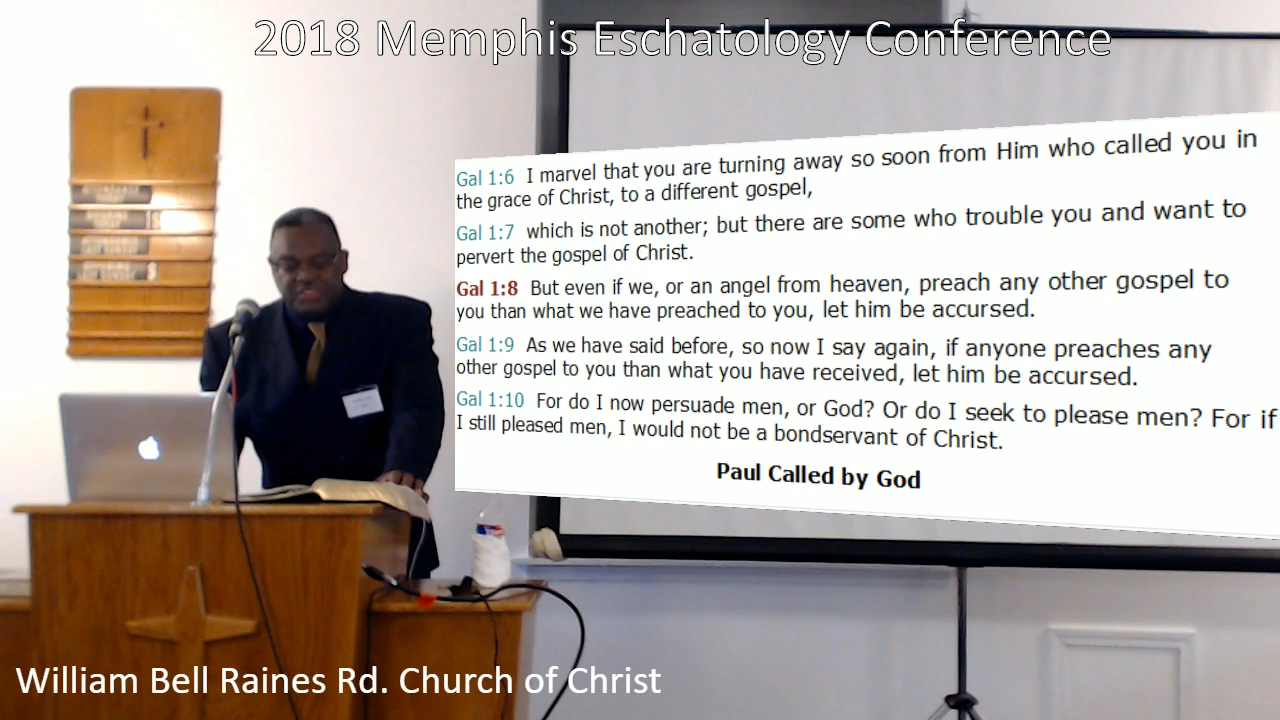 2018 Memphis Eschatology Conference
Gal 1:6 I marvel that you are turning away so soon from Him who called you in
the grace of Christ, to a different gospel,
Gal 1:7 which is not another; but there are some who trouble you and want to
pervert the gospel of Christ.
Gal 1:8 But even if we, or an angel from heaven, preach any other gospel to
you than what we have preached to you, let him be accursed.
Gal 1:9 As we have said before, so now I say again, if anyone preaches any
other gospel to you than what you have received, let him be accursed.
Gal 1:10 For do I now persuade men, or God? Or do I seek to please men? For if
I still pleased men, I would not be a bondservant of Christ.
Paul Called by God
William Bell Raines Rd. Church of Christ